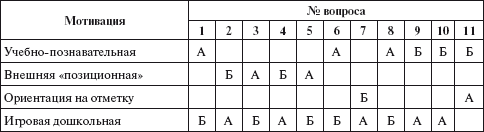 Мотивация № вопроса
1 2 3 4 5 6 7 8 9 10 11
Учебно-познавательная А А А Б Б Б
Внешняя «позиционная» Б А Б А
Ориентация на отметку Б А
Игровая дошкольная Б А Б А Б Б А Б А А